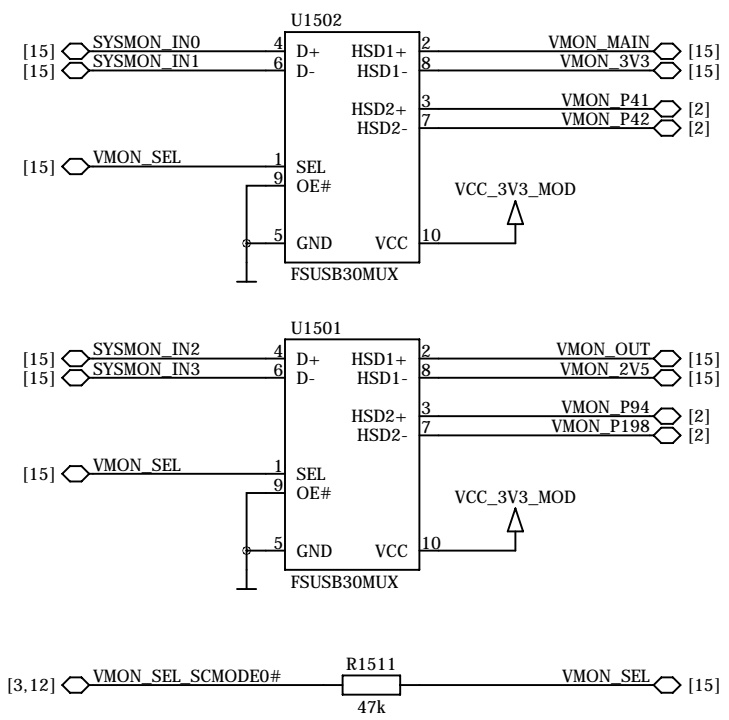 U1502
[15] SYSMON_IN0 4 D+ HSD1+ 2 VMON_MAIN [15]
[15] SYSMON_IN1 6 D- HSD1- 8 VMON_3V3 [15]
HSD2+ 3 VMON_P41 [2]
HSD2- 7 VMON_P42 [2]
[15] VMON_SEL 1 SEL
9 OE#
VCC_3V3_MOD
5 GND VCC 10
FSUSB30MUX
U1501
[15] SYSMON_IN2 4 D+ HSD1+ 2 VMON_OUT [15]
[15] SYSMON_IN3 6 D- HSD1- 8 VMON_2V5 [15]
HSD2+ 3 VMON_P94 [2]
HSD2- 7 VMON_P198 [2]
[15] VMON_SEL 1 SEL
9 OE#
VCC_3V3_MOD
5 GND VCC 10
FSUSB30MUX
R1511
[3,12] VMON_SEL_SCMODE0# VMON_SEL [15]
47k